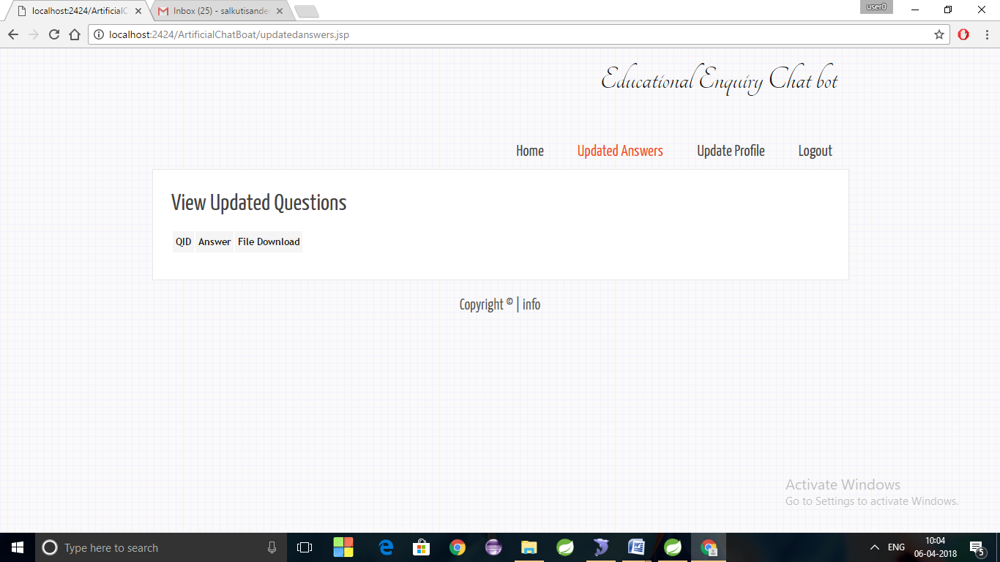 localhost:2424/ArtificialC
Inbox (25) - salkutisande
user0
localhost:2424/ArtificialChatBoat/updatedanswers.jsp
Educational Enquiry Chat bot
Home Updated Answers Update Profile Logout
View Updated Questions
QID Answer File Download
Copyright © | info
Activate Windows
Go to Settings to activate Windows.
Type here to search
ENG
10:04
06-04-2018
5